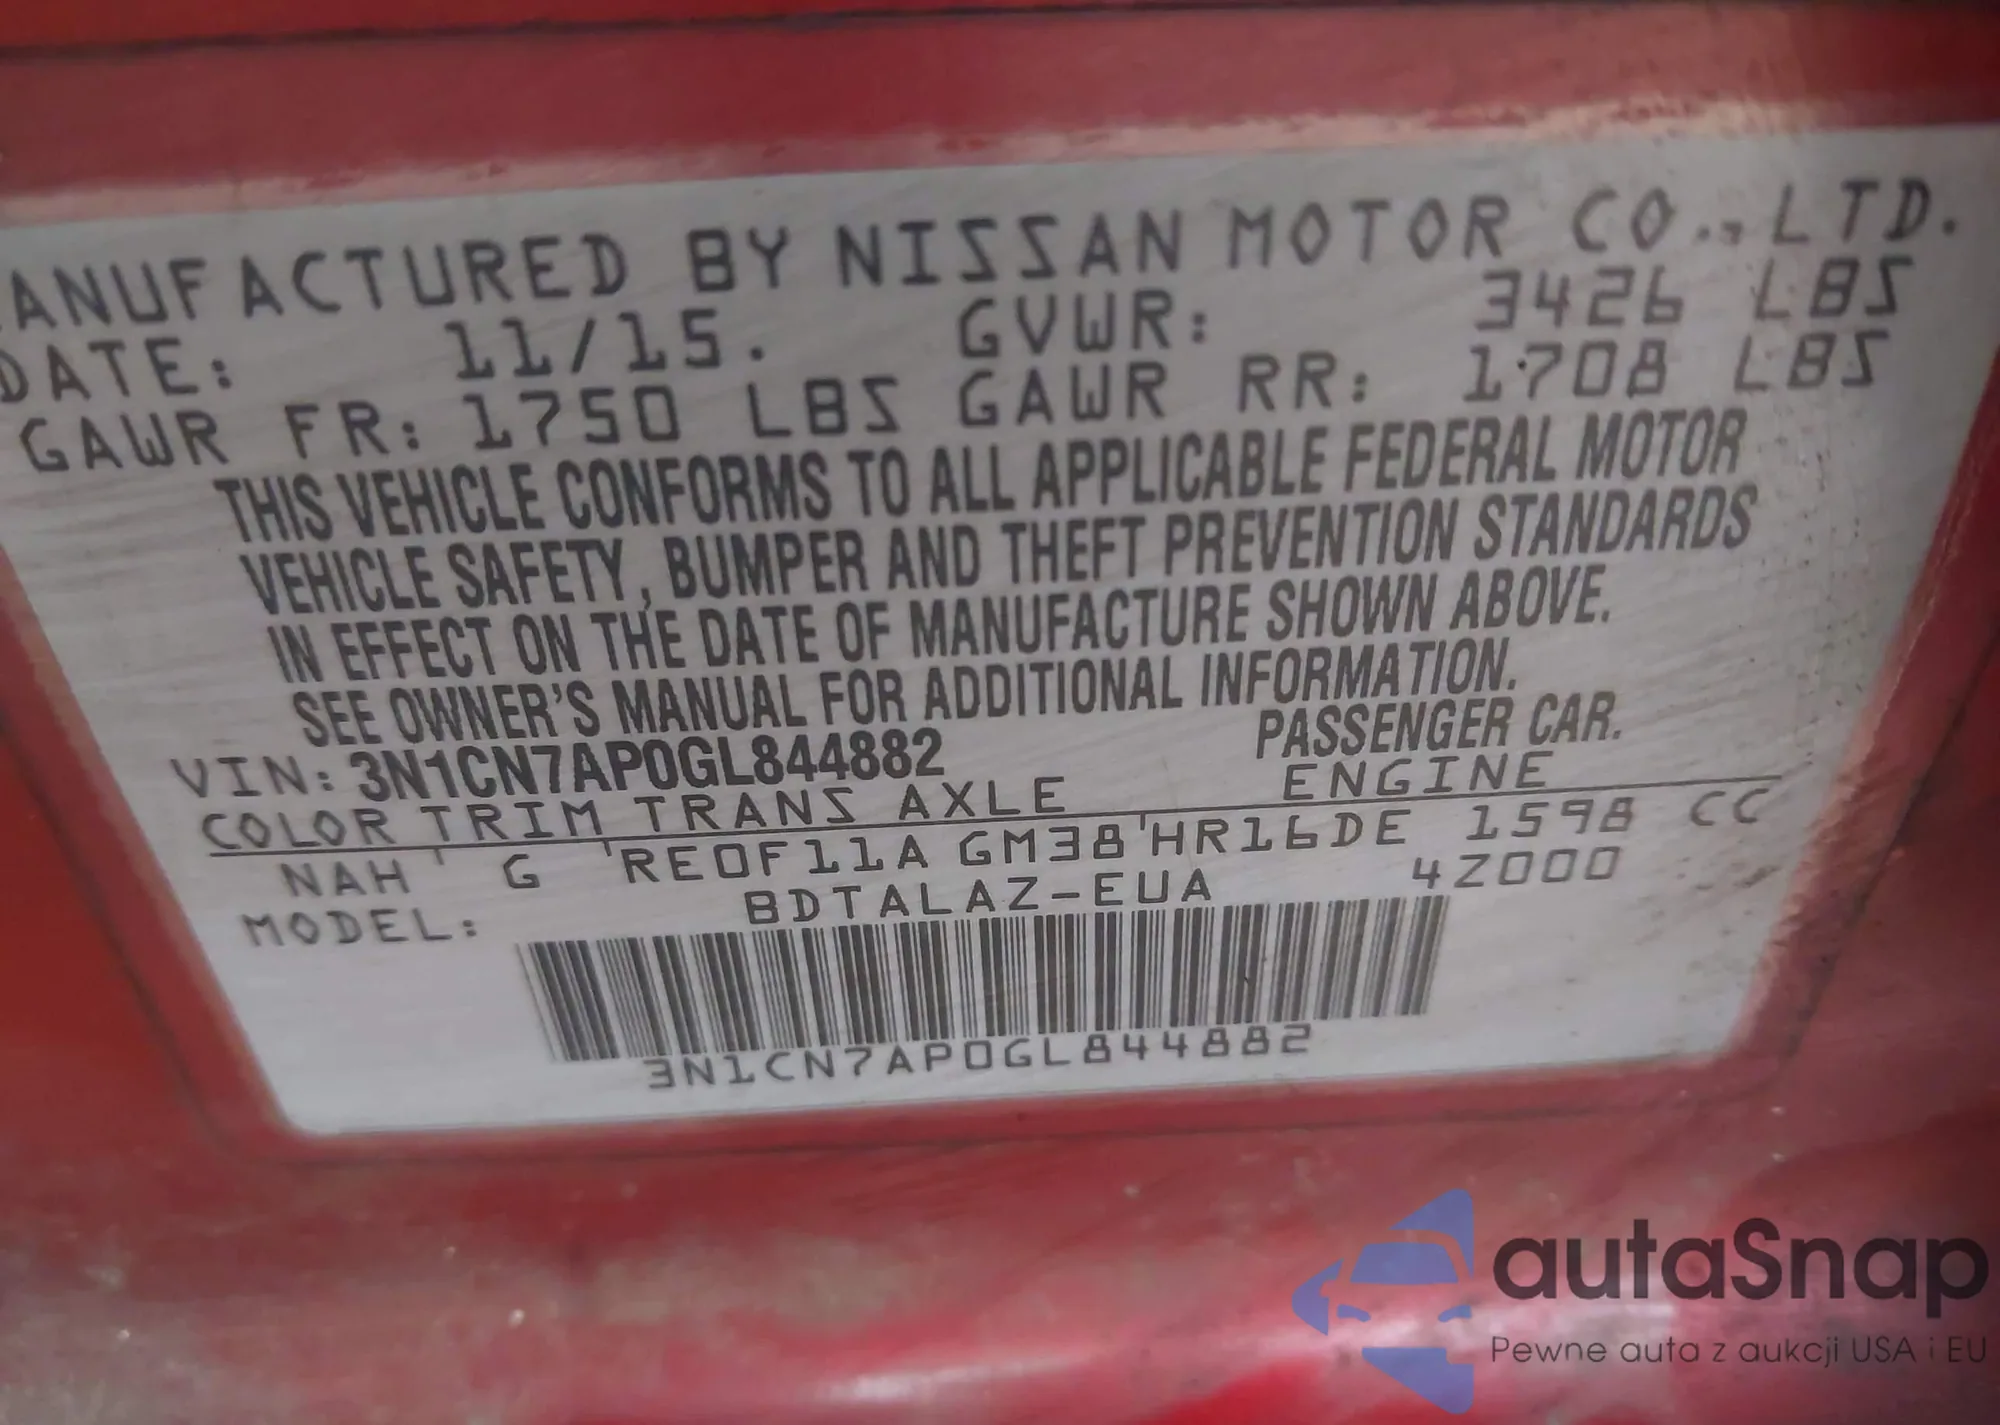 ANUFACTURED BY NISSAN MOTOR CO., LTD.
DATE: 11/15. GVWR: 3426 LBS
GAWR FR: 1750 LBS GAWR RR: 1708 LBS
THIS VEHICLE CONFORMS TO ALL APPLICABLE FEDERAL MOTOR
VEHICLE SAFETY, BUMPER AND THEFT PREVENTION STANDARDS
IN EFFECT ON THE DATE OF MANUFACTURE SHOWN ABOVE.
SEE OWNER'S MANUAL FOR ADDITIONAL INFORMATION.
VIN: 3N1CN7AP0GL844882 PASSENGER CAR.
COLOR TRIM TRANS AXLE ENGINE
NAH G RE0F11A GM38 HR16DE 1598 CC
MODEL: BDTALAZ-EUA 4Z000
3N1CN7AP0GL844882
autaSnap
Pewne auta z aukcji USA i EU